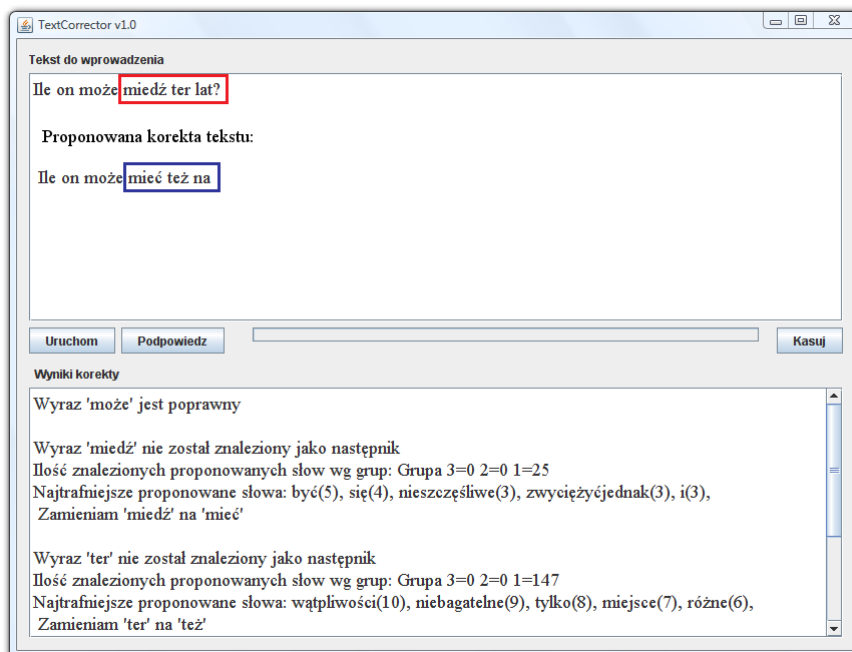 TextCorrector v1.0
Tekst do wprowadzenia
Ile on może miedź ter lat?
Proponowana korekta tekstu:
Ile on może mieć też na
Uruchom Podpowiedz Kasuj
Wyniki korekty
Wyraz 'może' jest poprawny
Wyraz 'miedź' nie został znaleziony jako następnik
Ilość znalezionych proponowanych słow wg grup: Grupa 3=0 2=0 1=25
Najtrafniejsze proponowane słowa: być(5), się(4), nieszczęśliwe(3), zwyciężyćjednak(3), i(3),
Zamieniam 'miedź' na 'mieć'
Wyraz 'ter' nie został znaleziony jako następnik
Ilość znalezionych proponowanych słow wg grup: Grupa 3=0 2=0 1=147
Najtrafniejsze proponowane słowa: wątpliwości(10), niebagatelne(9), tylko(8), miejsce(7), różne(6),
Zamieniam 'ter' na 'też'